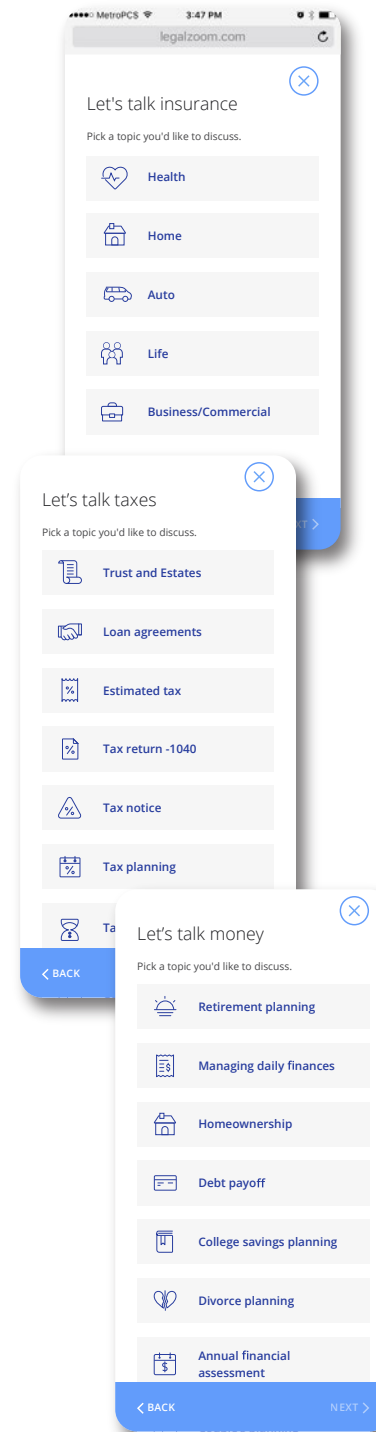 MetroPCS 3:47 PM
legalzoom.com
Let's talk insurance
Pick a topic you'd like to discuss.
Health
Home
Auto
Life
Business/Commercial
Let’s talk taxes
Pick a topic you'd like to discuss.
Trust and Estates
Loan agreements
Estimated tax
Tax return -1040
Tax notice
Tax planning
BACK
Let’s talk money
Pick a topic you'd like to discuss.
Retirement planning
Managing daily finances
Homeownership
Debt payoff
College savings planning
Divorce planning
Annual financial
assessment
BACK NEXT